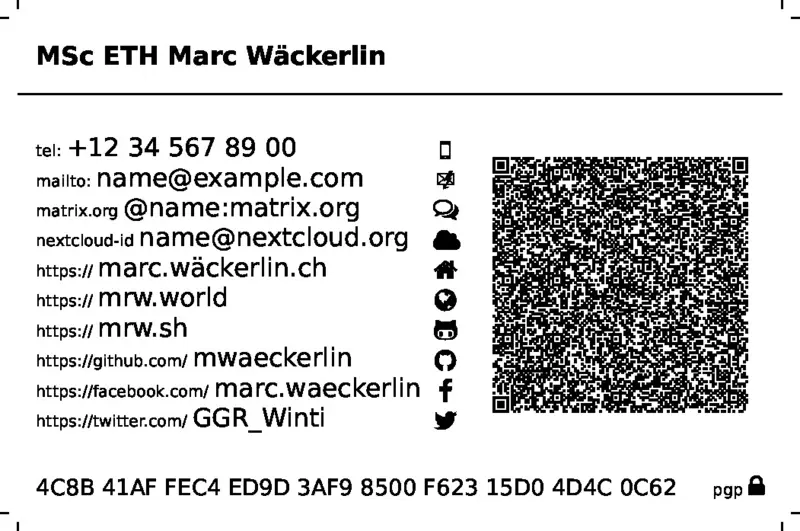 MSc ETH Marc Wäckerlin
tel: +12 34 567 89 00
mailto: name@example.com
matrix.org @name:matrix.org
nextcloud-id name@nextcloud.org
https:// marc.wäckerlin.ch
https:// mrw.world
https:// mrw.sh
https://github.com/ mwaeckerlin
https://facebook.com/ marc.waeckerlin
https://twitter.com/ GGR_Winti
4C8B 41AF FEC4 ED9D 3AF9 8500 F623 15D0 4D4C 0C62 pgp